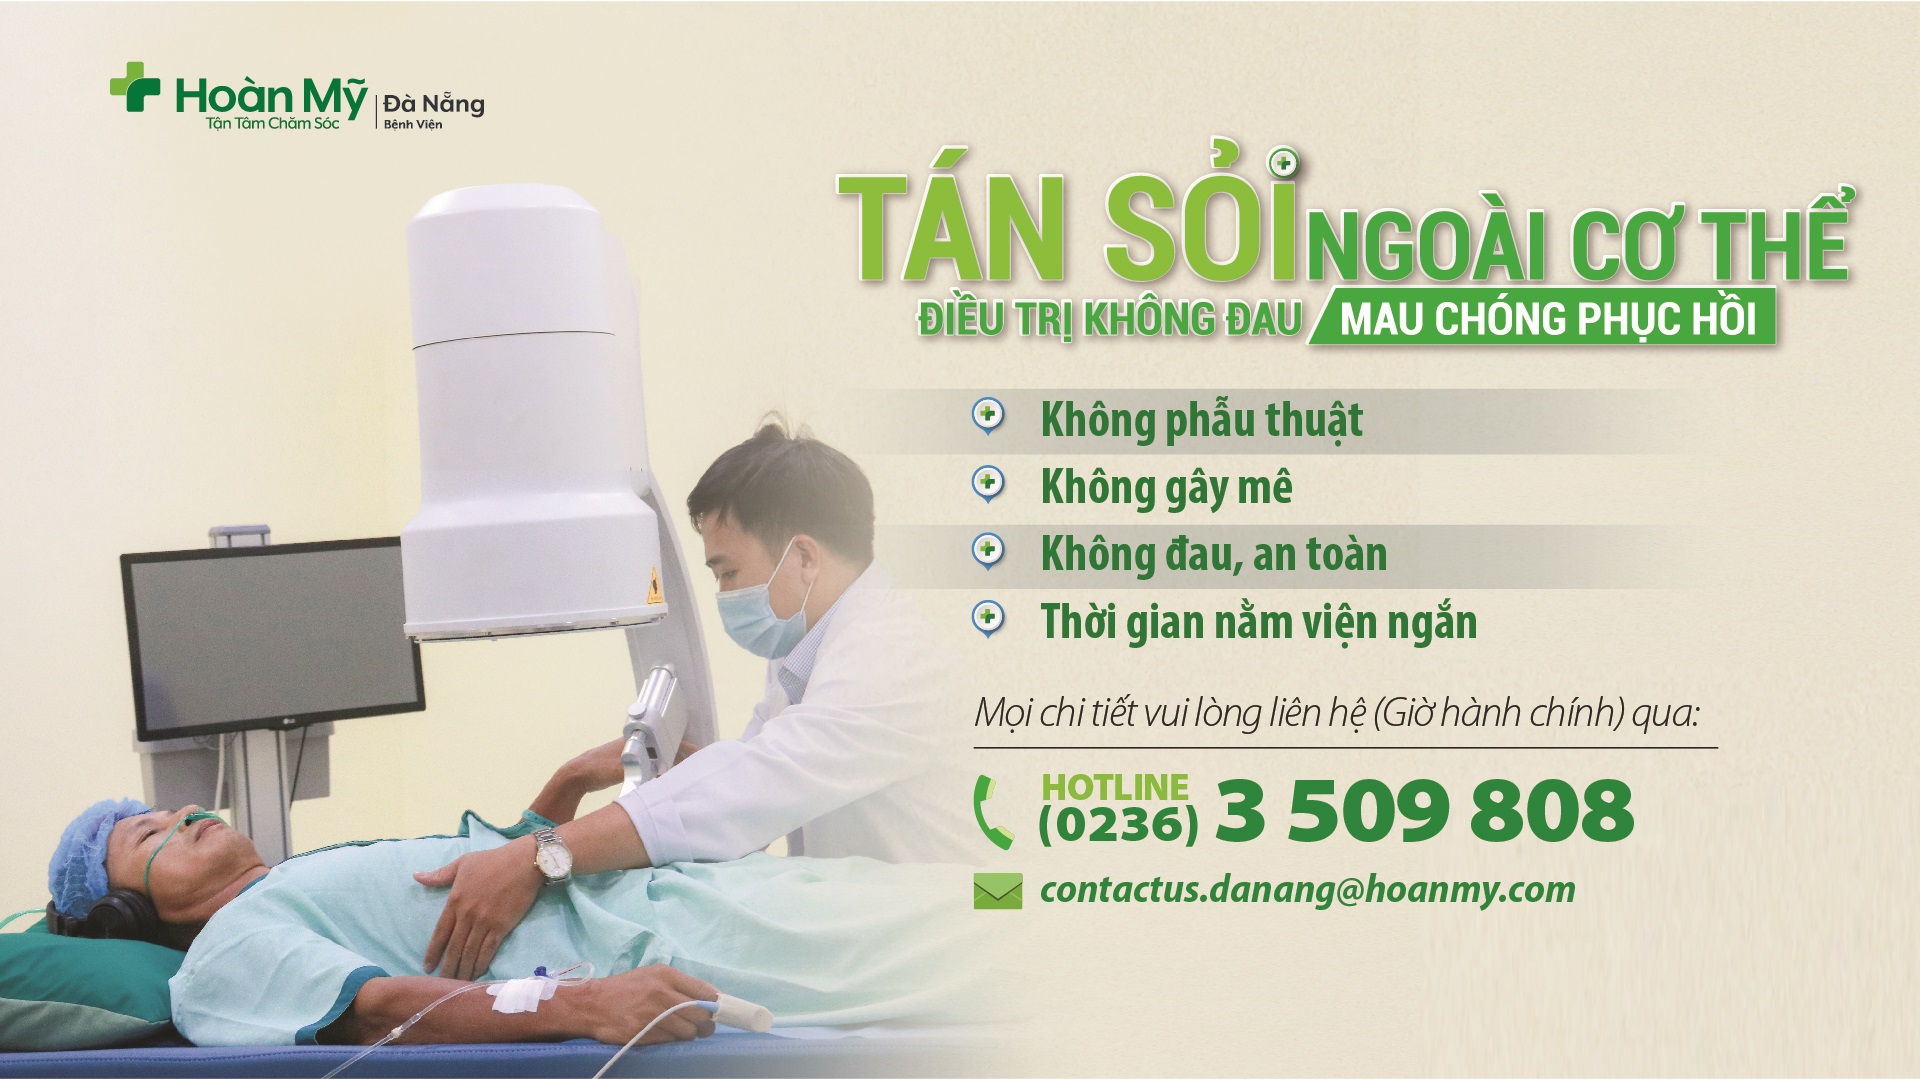 Hoàn Mỹ
Tận Tâm Chăm Sóc
Đà Nẵng
Bệnh Viện
TÁN SỎI NGOÀI CƠ THỂ
ĐIỀU TRỊ KHÔNG ĐAU MAU CHÓNG PHỤC HỒI
Không phẫu thuật
Không gây mê
Không đau, an toàn
Thời gian nằm viện ngắn
Mọi chi tiết vui lòng liên hệ (Giờ hành chính) qua:
HOTLINE
(0236) 3 509 808
contactus.danang@hoanmy.com